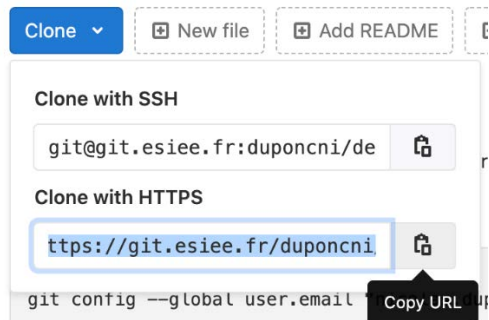 Clone
New file
Add README
Clone with SSH
git@git.esiee.fr:duponcni/de
Clone with HTTPS
ttps://git.esiee.fr/duponcni/
Copy URL
git config --global user.email "